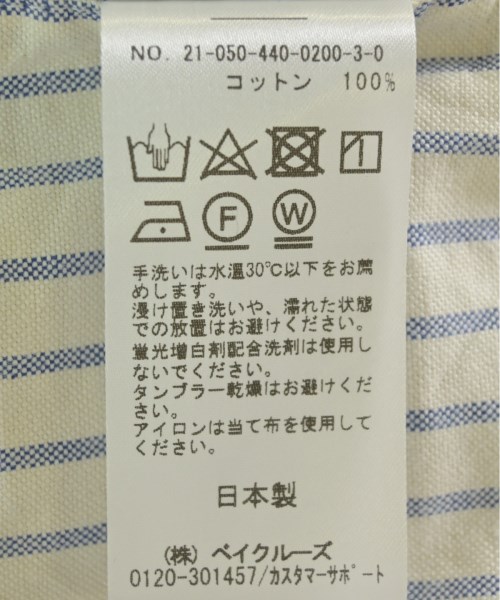 NO. 21-050-440-0200-3-0
コットン 100%
F W
手洗いは水温30℃以下をお薦
めします。
浸け置き洗いや、濡れた状態
での放置はお避けください。
蛍光増白剤配合洗剤は使用し
ないでください。
タンブラー乾燥はお避けくだ
さい。
アイロンは当て布を使用して
ください。
日本製
(株) ベイクルーズ
0120-301457/カスタマーサポート